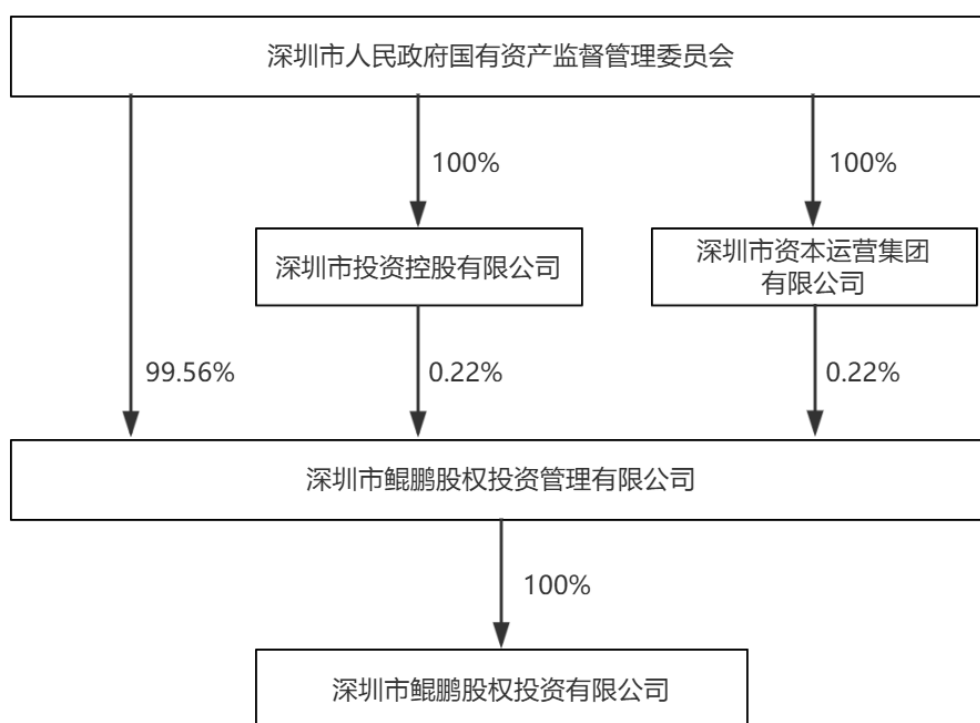 深圳市人民政府国有资产监督管理委员会
100%
100%
深圳市投资控股有限公司
深圳市资本运营集团
有限公司
99.56%
0.22%
0.22%
深圳市鲲鹏股权投资管理有限公司
100%
深圳市鲲鹏股权投资有限公司